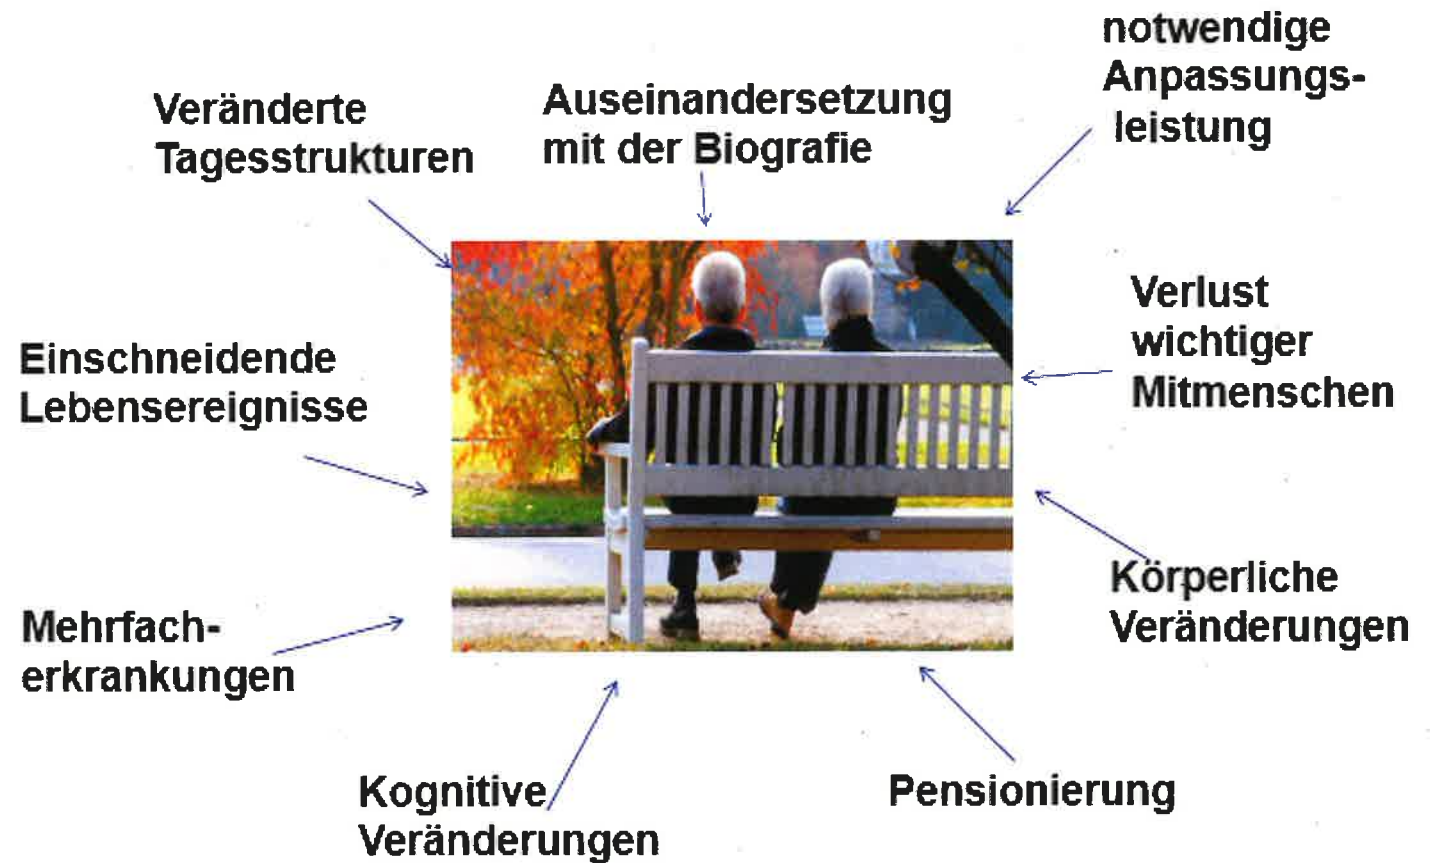 notwendige
Anpassungs-
leistung
Veränderte
Tagesstrukturen
Auseinandersetzung
mit der Biografie
Verlust
wichtiger
Mitmenschen
Einschneidende
Lebensereignisse
Körperliche
Veränderungen
Mehrfach-
erkrankungen
Kognitive
Veränderungen
Pensionierung